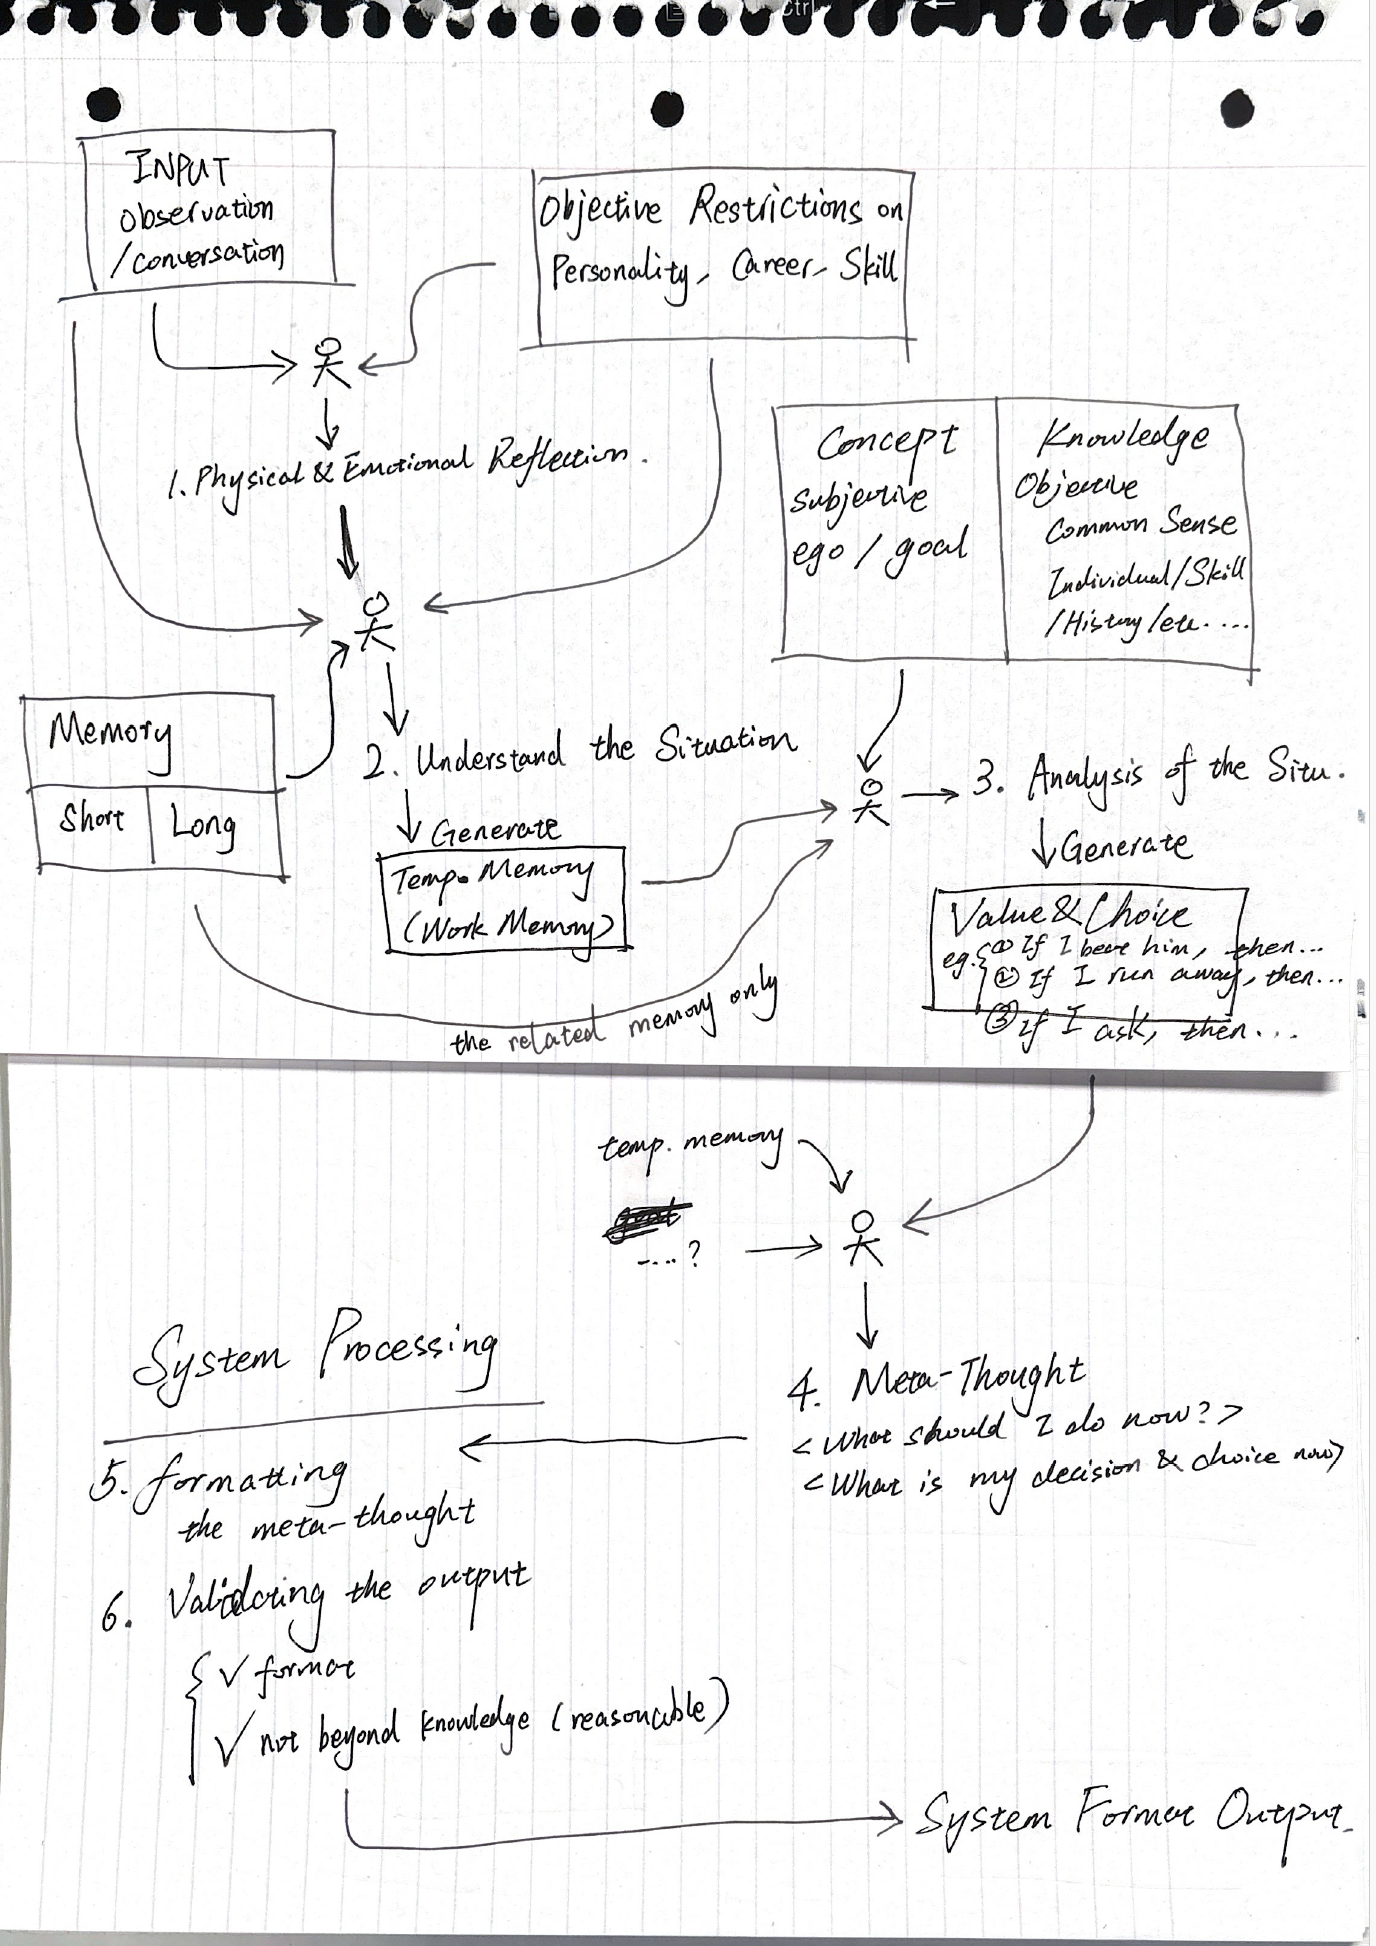 Ctrl
INPUT
observation
/conversation
Objective Restrictions on
Personality, Career, Skill
1. Physical & Emotional Reflection.
Concept
subjective
ego / goal
Knowledge
Objective
Common Sense
Individual/Skill
/History/etc.....
Memory
Short
Long
2. Understand the Situation
Generate
Temp. Memory
(Work Memory)
the related memory only
3. Analysis of the Situ.
Generate
Value & Choice
eg. ① If I beat him, then...
② If I run away, then...
③ If I ask, then...
temp. memory
....?
4. Meta-Thought
<What should I do now?>
<What is my decision & choice now>
System Processing
5. formatting
the meta-thought
6. Validating the output
✓ format
✓ not beyond knowledge (reasonable)
System Format Output.